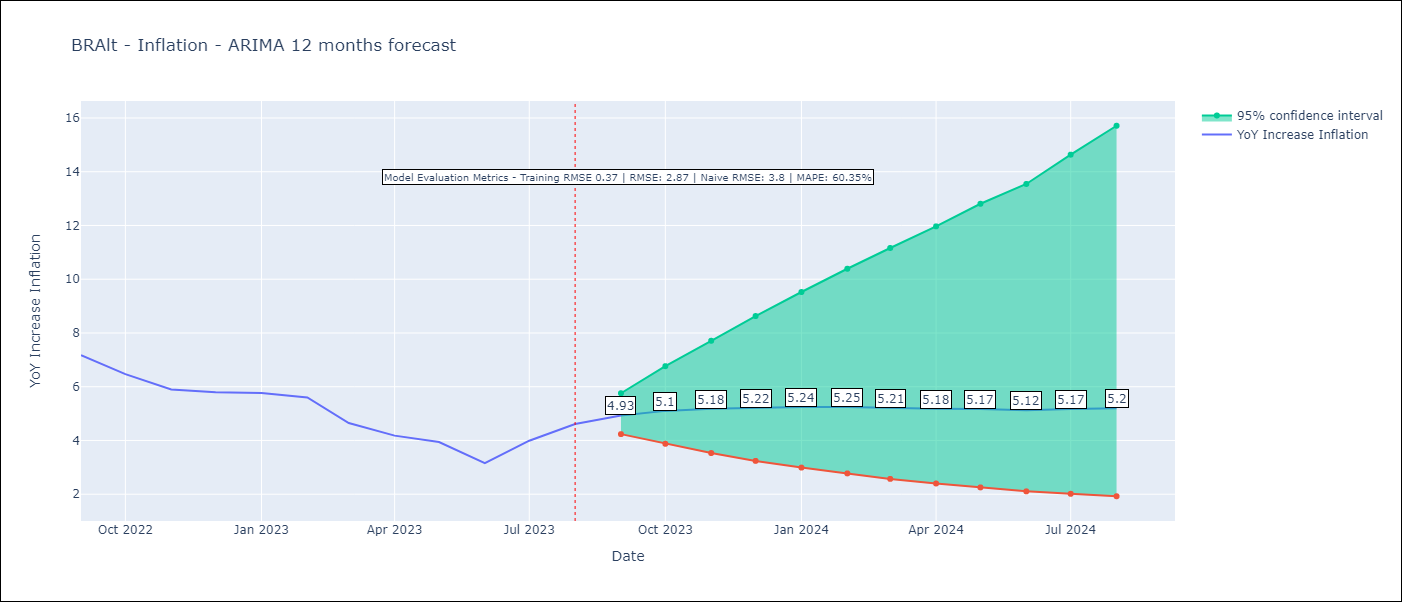 BRAlt - Inflation - ARIMA 12 months forecast
95% confidence interval
YoY Increase Inflation
Model Evaluation Metrics - Training RMSE 0.37 | RMSE: 2.87 | Naive RMSE: 3.8 | MAPE: 60.35%
YoY Increase Inflation
16
14
12
10
8
6
4
2
4.93 5.1 5.18 5.22 5.24 5.25 5.21 5.18 5.17 5.12 5.17 5.2
Oct 2022 Jan 2023 Apr 2023 Jul 2023 Oct 2023 Jan 2024 Apr 2024 Jul 2024
Date